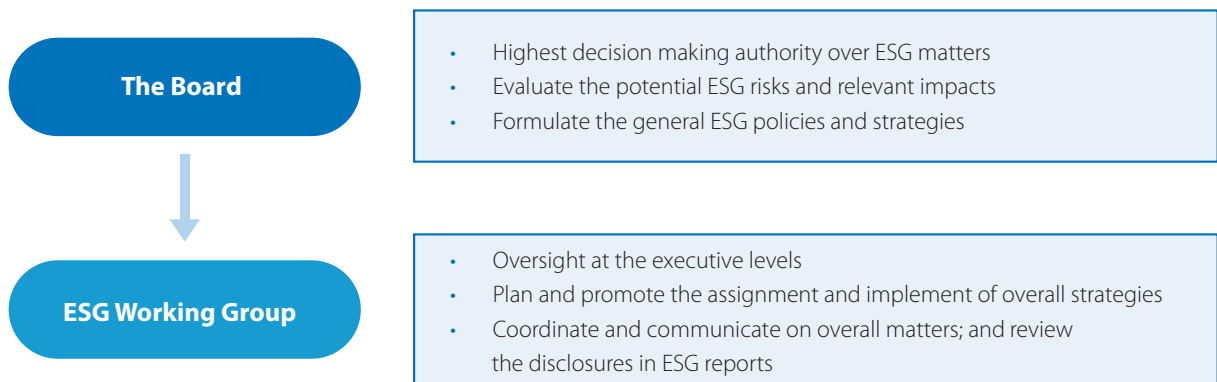 The Board
• Highest decision making authority over ESG matters
• Evaluate the potential ESG risks and relevant impacts
• Formulate the general ESG policies and strategies
ESG Working Group
• Oversight at the executive levels
• Plan and promote the assignment and implement of overall strategies
• Coordinate and communicate on overall matters; and review
the disclosures in ESG reports